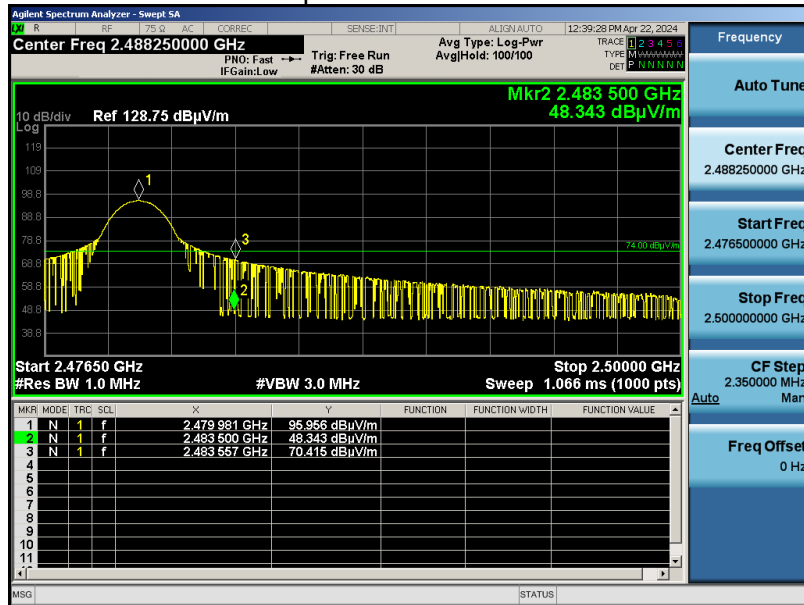 Agilent Spectrum Analyzer - Swept SA
LXI R RF 75 Ω AC CORREC SENSE:INT ALIGN AUTO 12:39:28 PM Apr 22, 2024
Center Freq 2.488250000 GHz
PNO: Fast
IFGain:Low
Trig: Free Run
#Atten: 30 dB
Avg Type: Log-Pwr
Avg|Hold: 100/100
TRACE 1 2 3 4 5 6
TYPE M
DET P N N N N N
Mkr2 2.483 500 GHz
48.343 dBµV/m
10 dB/div Ref 128.75 dBµV/m
Log
119
109
98.8
88.8
78.8
68.8
58.8
48.8
38.8
1
3
2
74.00 dBµV/m
Start 2.47650 GHz Stop 2.50000 GHz
#Res BW 1.0 MHz #VBW 3.0 MHz Sweep 1.066 ms (1000 pts)
MKR MODE TRC SCL X Y FUNCTION FUNCTION WIDTH FUNCTION VALUE
1 N 1 f 2.479 981 GHz 95.956 dBµV/m
2 N 1 f 2.483 500 GHz 48.343 dBµV/m
3 N 1 f 2.483 557 GHz 70.415 dBµV/m
4
5
6
7
8
9
10
11
MSG STATUS
Frequency
Auto Tune
Center Freq
2.488250000 GHz
Start Freq
2.476500000 GHz
Stop Freq
2.500000000 GHz
CF Step
2.350000 MHz
Auto Man
Freq Offset
0 Hz